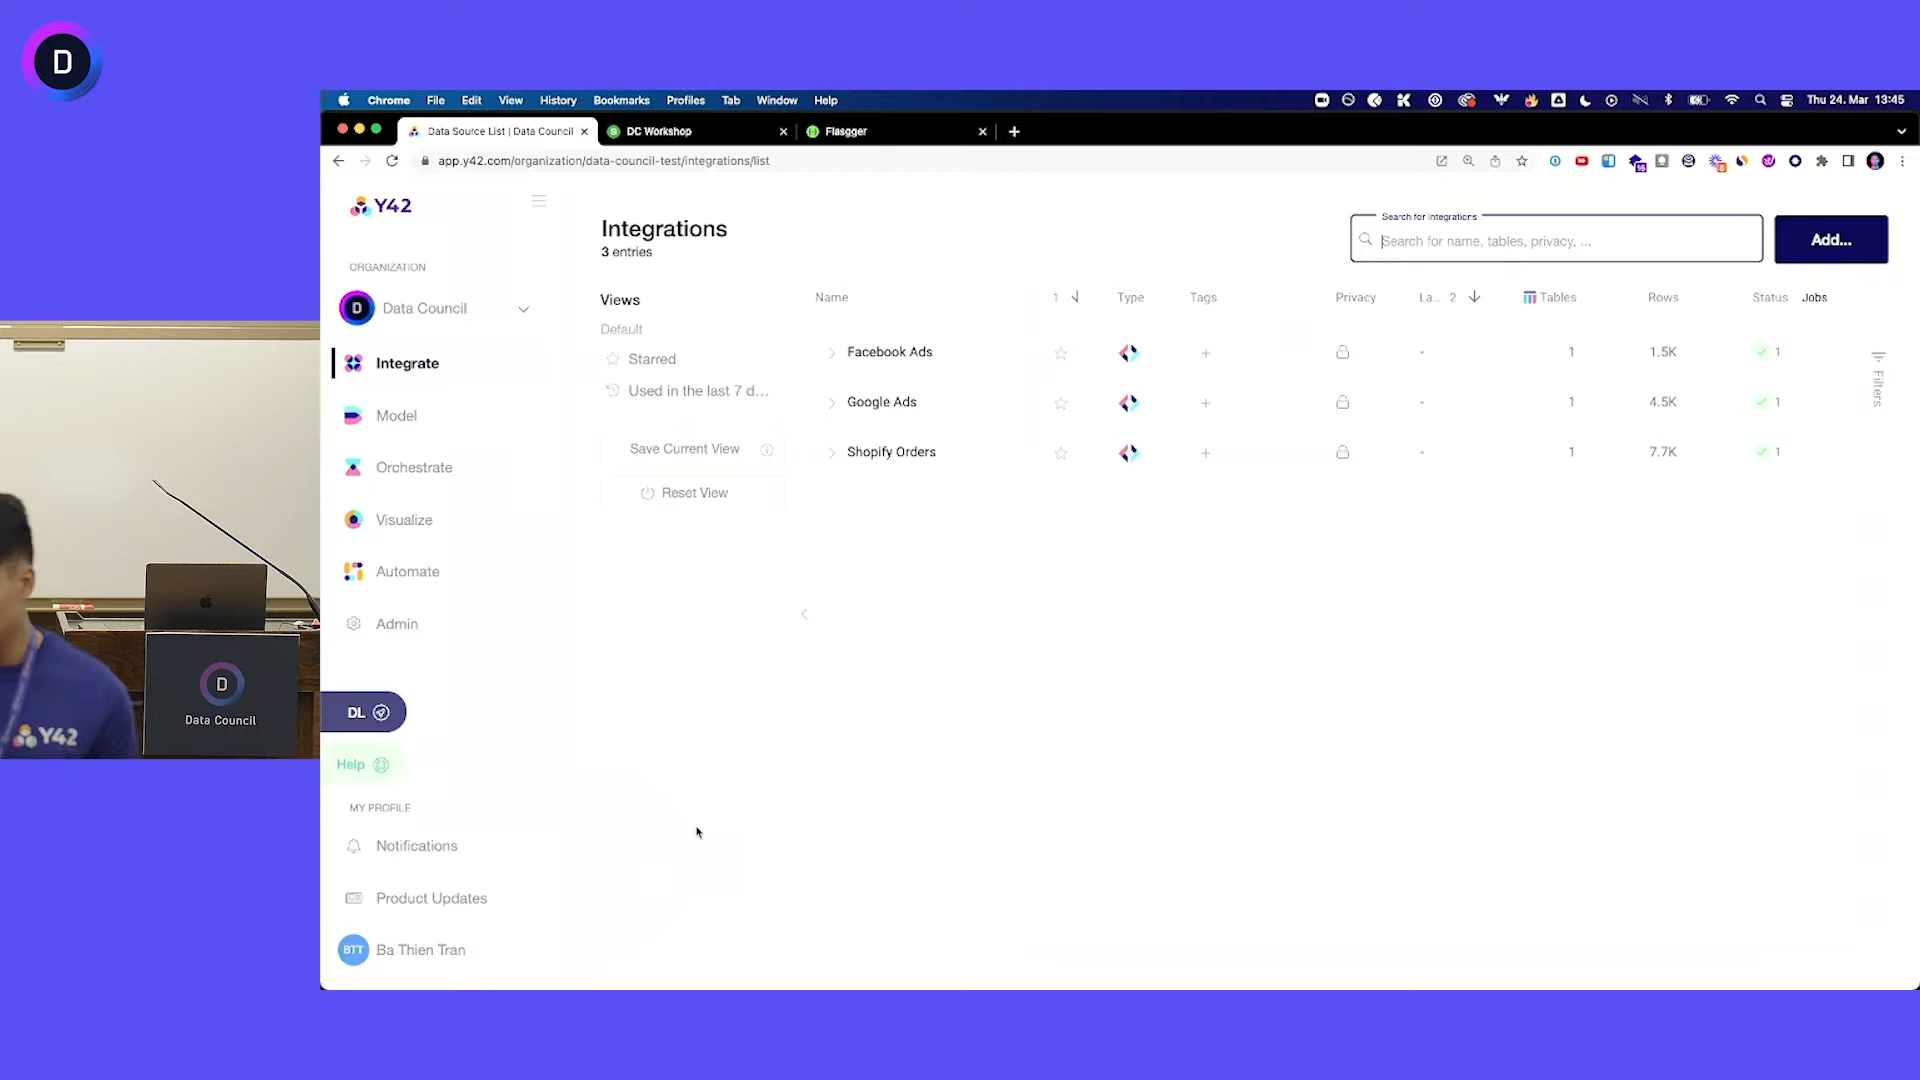 D
Chrome File Edit View History Bookmarks Profiles Tab Window Help
Thu 24. Mar 13:45
Data Source List | Data Council
DC Workshop
Flasgger
app.y42.com/organization/data-council-test/integrations/list
Y42
ORGANIZATION
D Data Council
Integrate
Model
Orchestrate
Visualize
Automate
Admin
DL
Help
MY PROFILE
Notifications
Product Updates
BTT Ba Thien Tran
Integrations
3 entries
Search for Integrations
Search for name, tables, privacy, ...
Add...
Views
Default
Starred
Used in the last 7 d...
Save Current View
Reset View
Name 1 Type Tags Privacy La... 2 Tables Rows Status Jobs
Facebook Ads + - 1 1.5K 1
Google Ads + - 1 4.5K 1
Shopify Orders + - 1 7.7K 1
Filters
D
Data Council
Y42